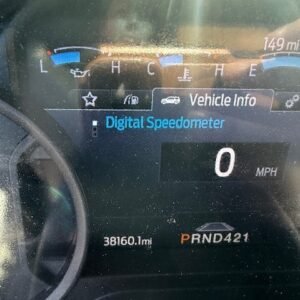 149 mi
L H C H E
Vehicle Info
Digital Speedometer
0 MPH
38160.1mi PRND421